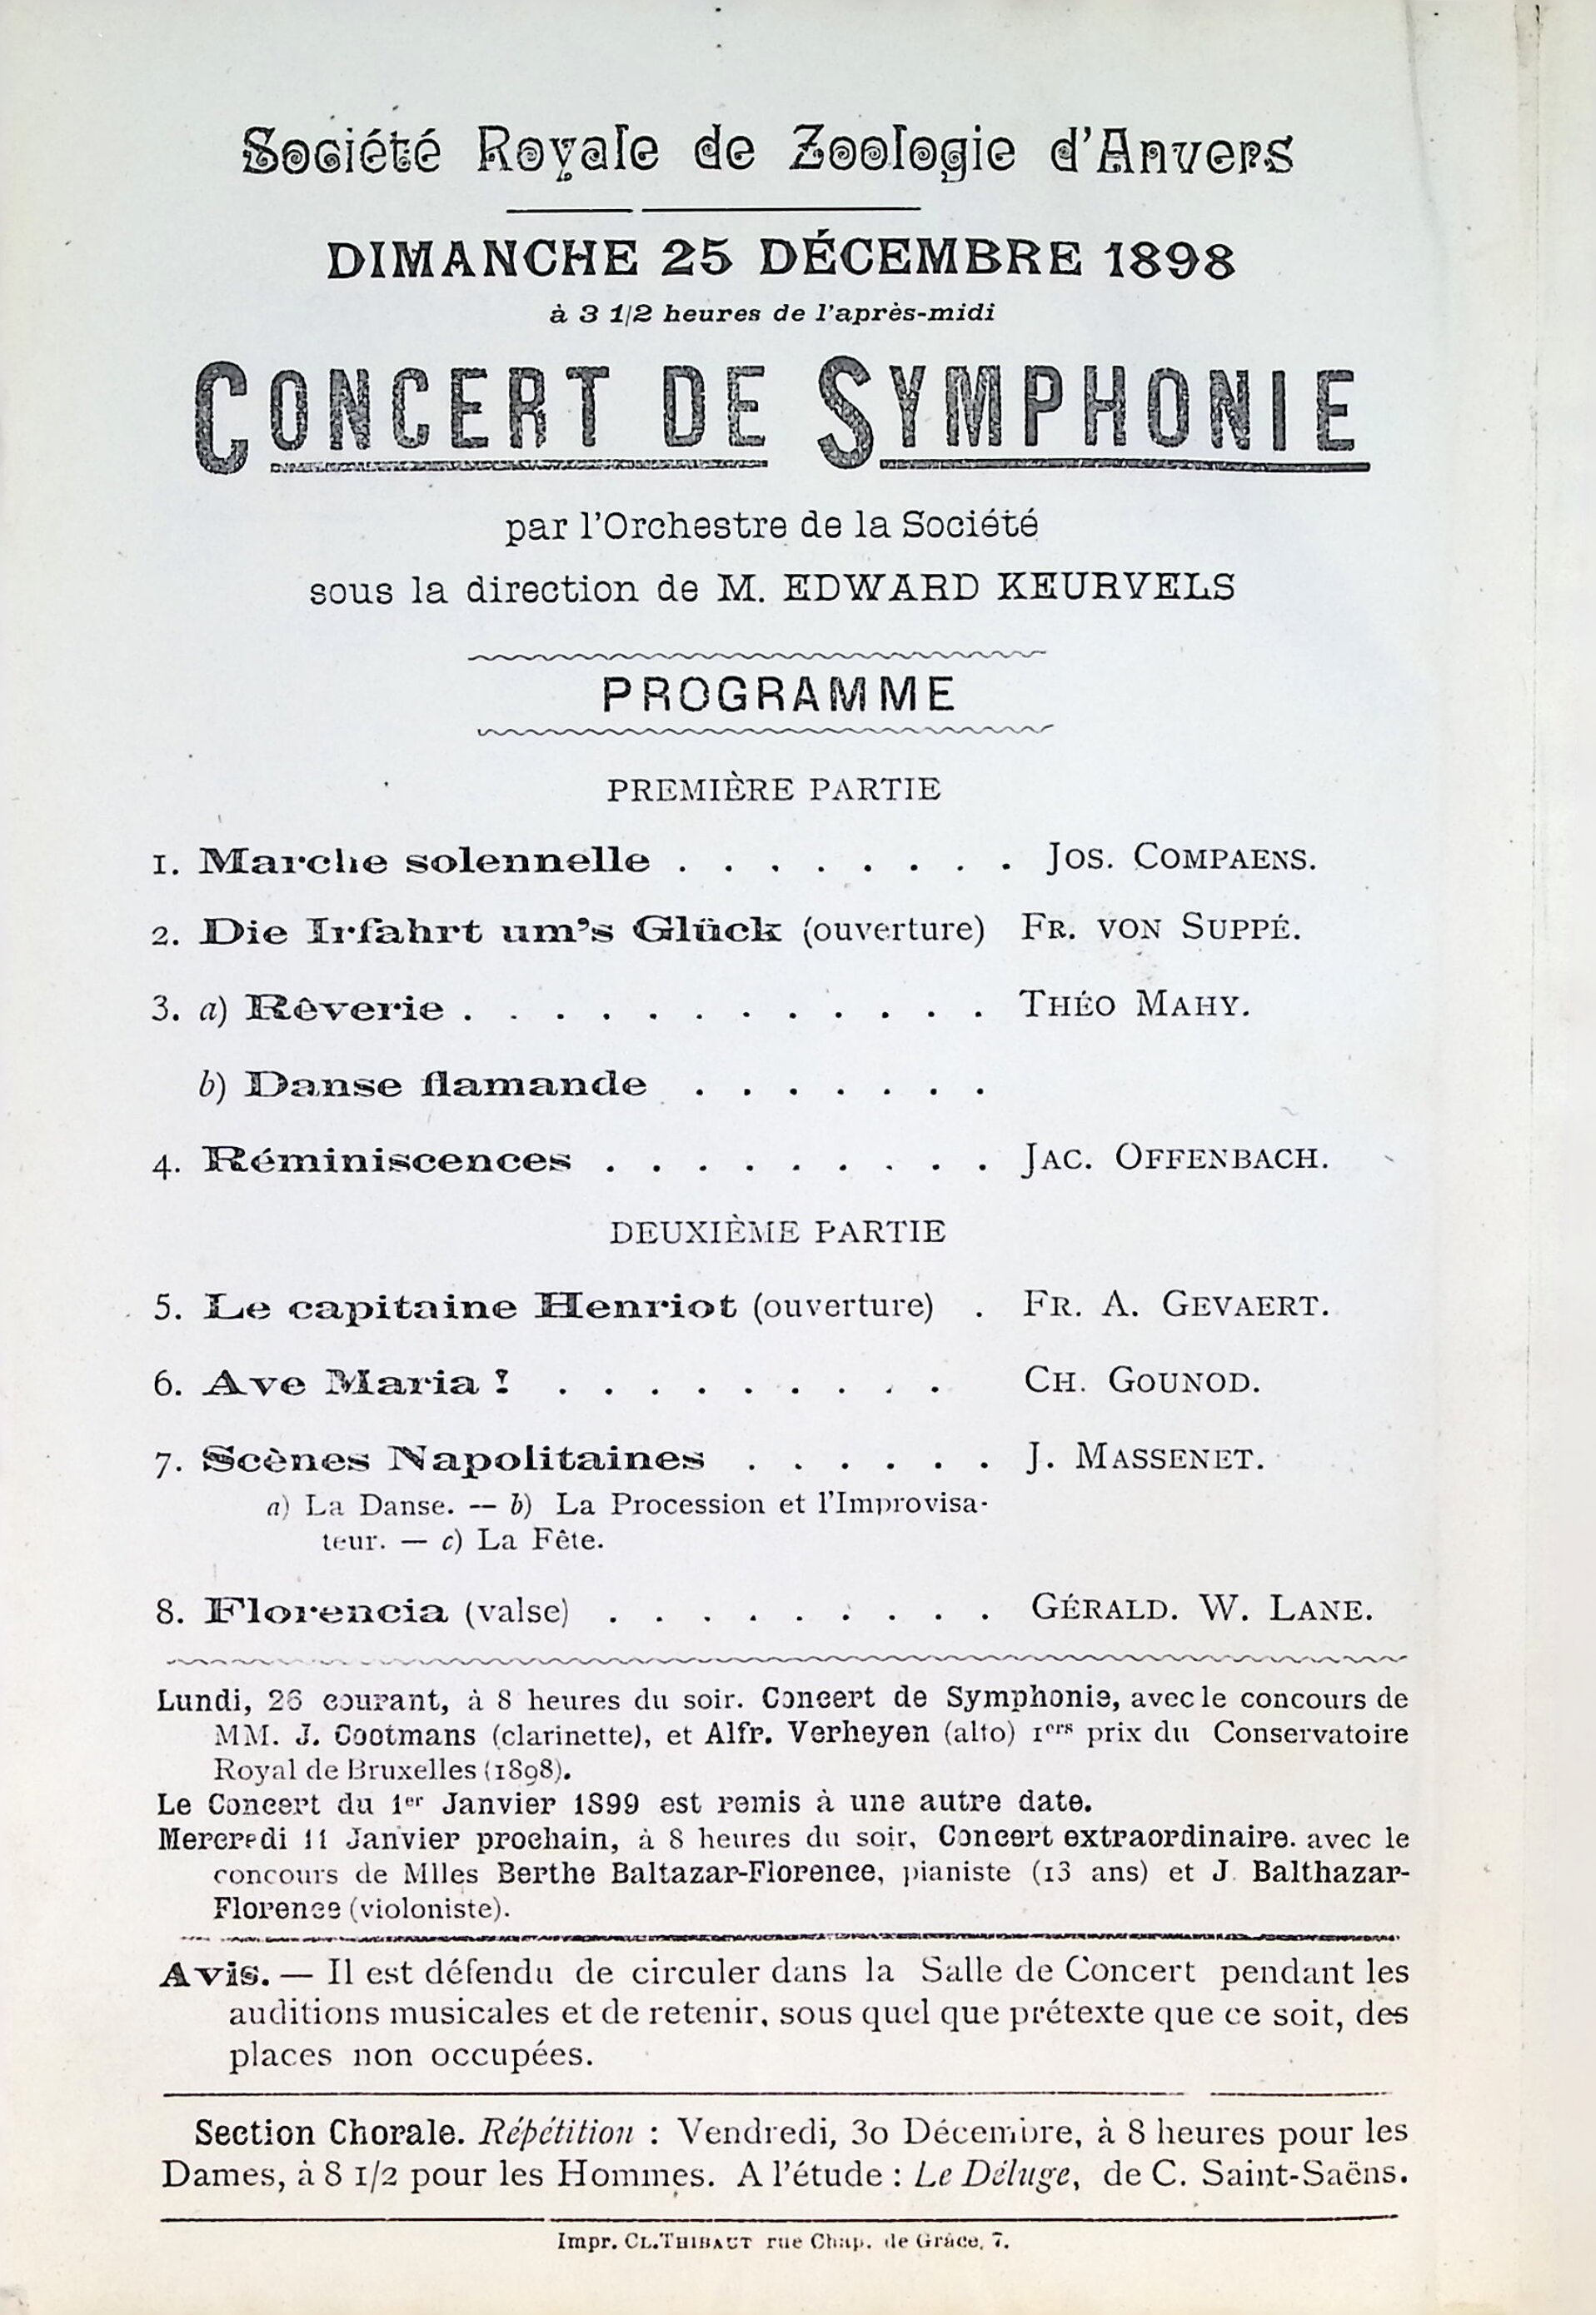 Société Royale de Zoologie d'Anvers
DIMANCHE 25 DÉCEMBRE 1898
à 3 1/2 heures de l'après-midi
CONCERT DE SYMPHONIE
par l'Orchestre de la Société
sous la direction de M. EDWARD KEURVELS
PROGRAMME
PREMIÈRE PARTIE
1. Marche solennelle . . . . . . . . JOS. COMPAENS.
2. Die Irfahrt um's Glück (ouverture) FR. VON SUPPÉ.
3. a) Rêverie . . . . . . . . . . . . THÉO MAHY.
b) Danse flamande . . . . . . .
4. Réminiscences . . . . . . . . . JAC. OFFENBACH.
DEUXIÈME PARTIE
5. Le capitaine Henriot (ouverture) . FR. A. GEVAERT.
6. Ave Maria ! . . . . . . . . . CH. GOUNOD.
7. Scènes Napolitaines . . . . . . J. MASSENET.
a) La Danse. — b) La Procession et l'Improvisa-
teur. — c) La Fête.
8. Florencia (valse) . . . . . . . . . GÉRALD. W. LANE.
Lundi, 26 courant, à 8 heures du soir. Concert de Symphonie, avec le concours de
MM. J. Cootmans (clarinette), et Alfr. Verheyen (alto) 1ers prix du Conservatoire
Royal de Bruxelles (1898).
Le Concert du 1er Janvier 1899 est remis à une autre date.
Mercredi 11 Janvier prochain, à 8 heures du soir, Concert extraordinaire. avec le
concours de Mlles Berthe Baltazar-Florence, pianiste (13 ans) et J. Balthazar-
Florence (violoniste).
Avis. — Il est défendu de circuler dans la Salle de Concert pendant les
auditions musicales et de retenir, sous quel que prétexte que ce soit, des
places non occupées.
Section Chorale. Répétition : Vendredi, 30 Décembre, à 8 heures pour les
Dames, à 8 1/2 pour les Hommes. A l'étude : Le Déluge, de C. Saint-Saëns.
Impr. CL. THIBAUT rue Chap. de Grâce, 7.